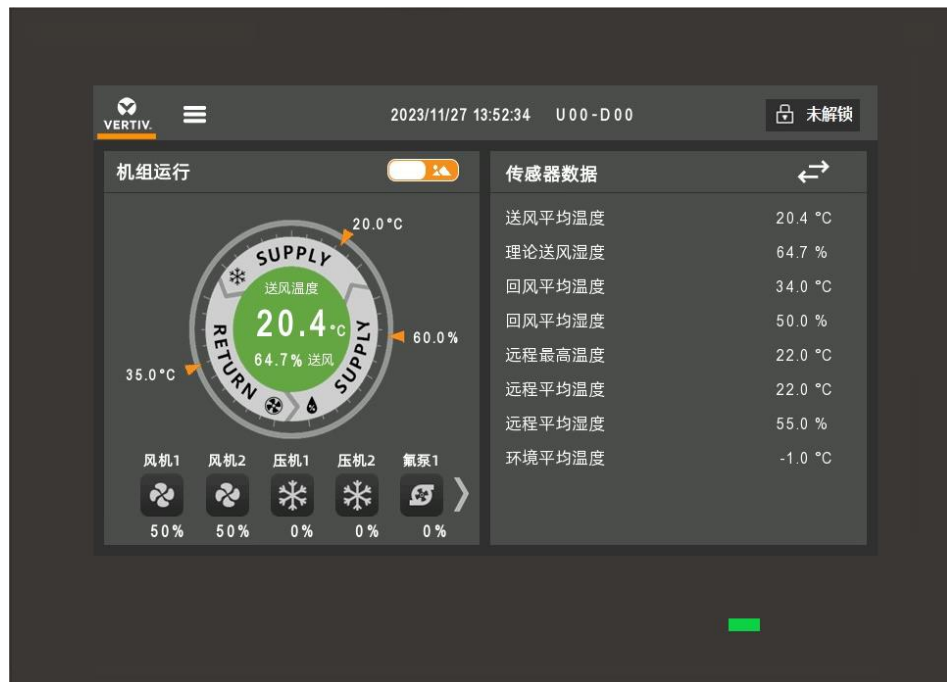 VERTIV.
2023/11/27 13:52:34 U00-D00
未解锁
机组运行
20.0°C
SUPPLY
SUPPLY
RETURN
送风温度
20.4°C
64.7% 送风
60.0%
35.0°C
%
风机1 风机2 压机1 压机2 氟泵1
50% 50% 0% 0% 0%
传感器数据
送风平均温度 20.4 °C
理论送风湿度 64.7 %
回风平均温度 34.0 °C
回风平均湿度 50.0 %
远程最高温度 22.0 °C
远程平均温度 22.0 °C
远程平均湿度 55.0 %
环境平均温度 -1.0 °C